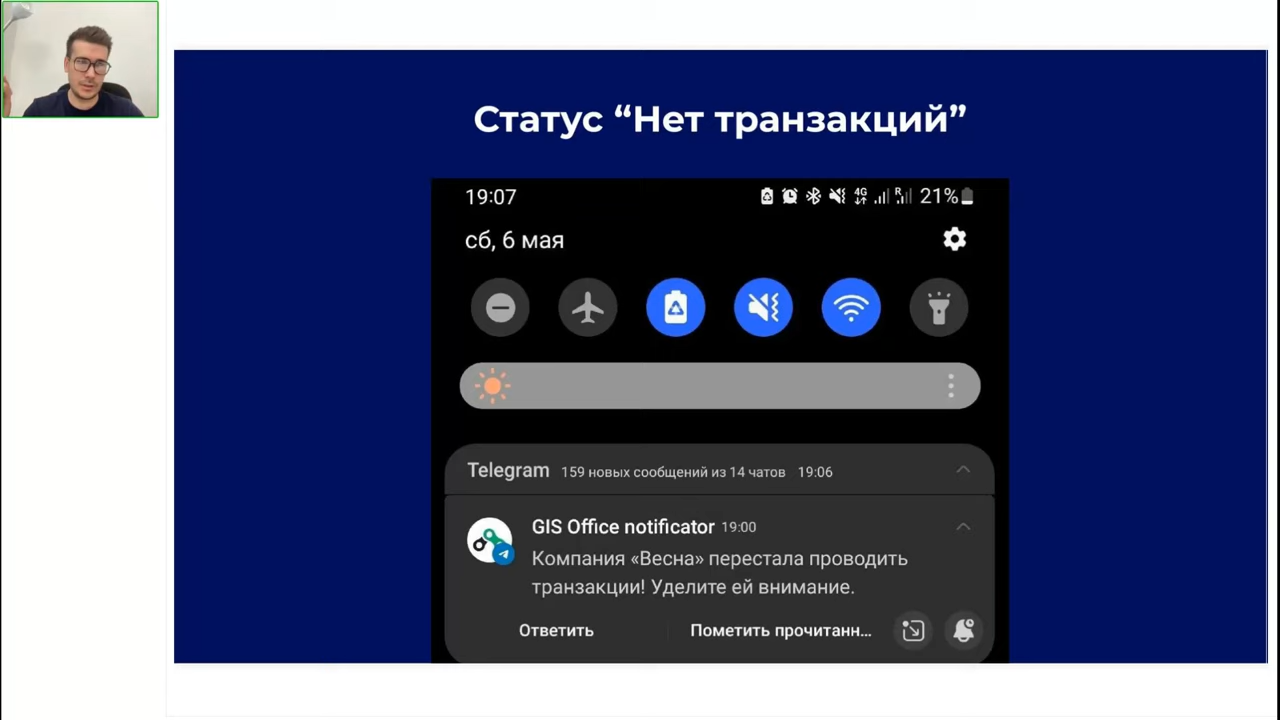 Статус “Нет транзакций”
19:07
4G R 21%
сб, 6 мая
Telegram 159 новых сообщений из 14 чатов 19:06
GIS Office notificator 19:00
Компания «Весна» перестала проводить
транзакции! Уделите ей внимание.
Ответить Пометить прочитанн...